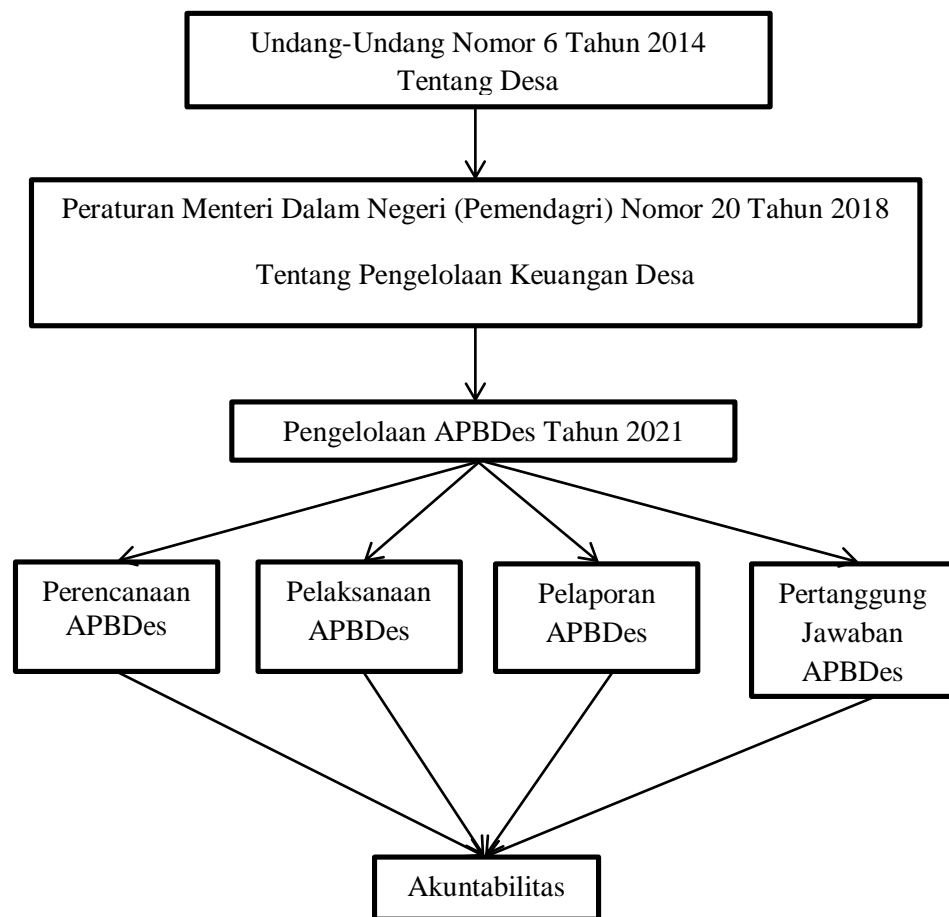 Undang-Undang Nomor 6 Tahun 2014
Tentang Desa
Peraturan Menteri Dalam Negeri (Pemendagri) Nomor 20 Tahun 2018
Tentang Pengelolaan Keuangan Desa
Pengelolaan APBDes Tahun 2021
Perencanaan
APBDes
Pelaksanaan
APBDes
Pelaporan
APBDes
Pertanggung
Jawaban
APBDes
Akuntabilitas